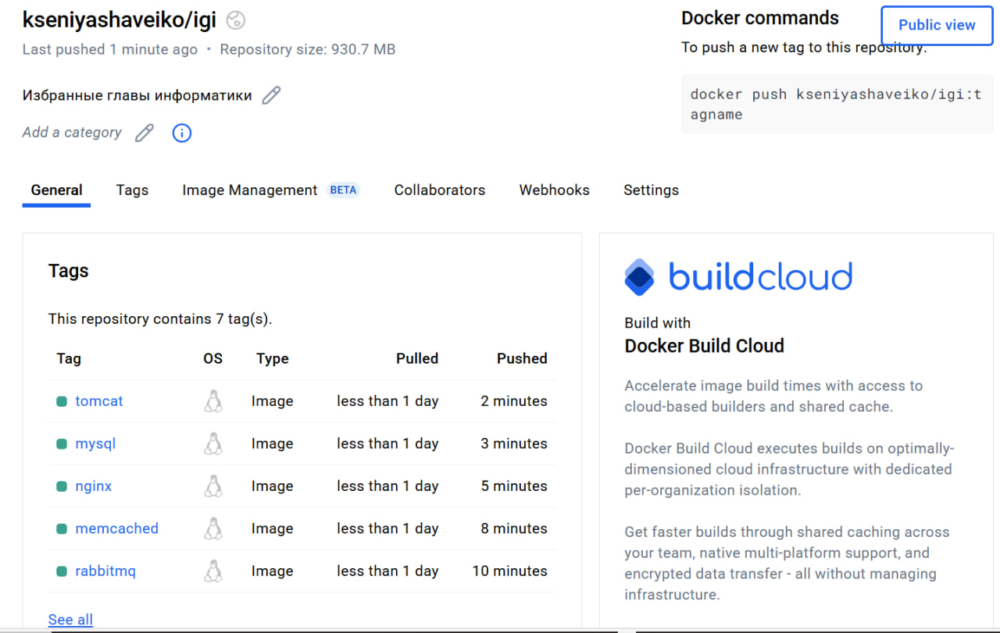 kseniyashaveiko/igi
Last pushed 1 minute ago • Repository size: 930.7 MB
Избранные главы информатики
Add a category
Docker commands
Public view
To push a new tag to this repository:
docker push kseniyashaveiko/igi:t
agname
General Tags Image Management BETA Collaborators Webhooks Settings
Tags
This repository contains 7 tag(s).
Tag OS Type Pulled Pushed
tomcat Image less than 1 day 2 minutes
mysql Image less than 1 day 3 minutes
nginx Image less than 1 day 5 minutes
memcached Image less than 1 day 8 minutes
rabbitmq Image less than 1 day 10 minutes
See all
buildcloud
Build with
Docker Build Cloud
Accelerate image build times with access to
cloud-based builders and shared cache.
Docker Build Cloud executes builds on optimally-
dimensioned cloud infrastructure with dedicated
per-organization isolation.
Get faster builds through shared caching across
your team, native multi-platform support, and
encrypted data transfer - all without managing
infrastructure.